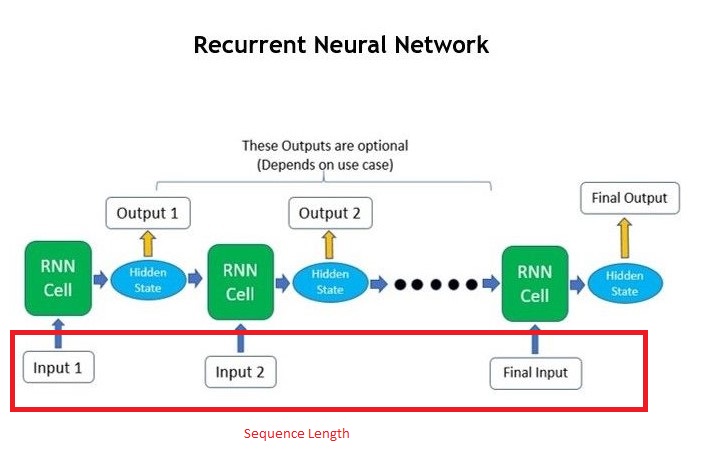 Recurrent Neural Network
These Outputs are optional
(Depends on use case)
Output 1
Output 2
Final Output
RNN
Cell
Hidden
State
RNN
Cell
Hidden
State
RNN
Cell
Hidden
State
Input 1
Input 2
Final Input
Sequence Length